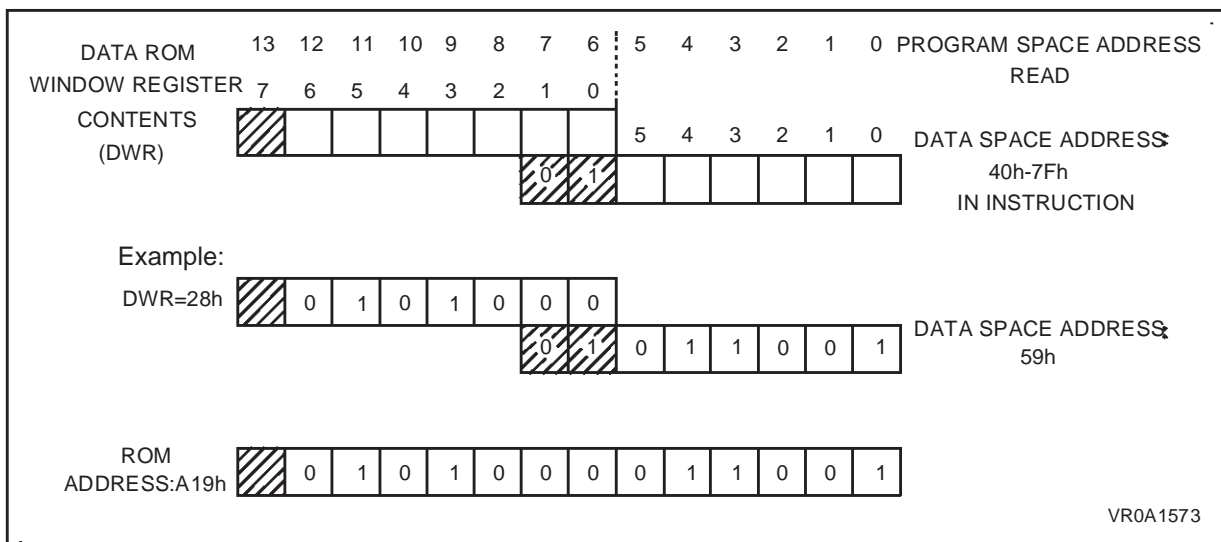 13 12 11 10 9 8 7 6 5 4 3 2 1 0 PROGRAM SPACE ADDRESS
READ
DATA ROM
WINDOW REGISTER 7 6 5 4 3 2 1 0
CONTENTS
(DWR)
5 4 3 2 1 0 DATA SPACE ADDRESS:
40h-7Fh
IN INSTRUCTION
0 1
Example:
DWR=28h 0 1 0 1 0 0 0
0 1 0 1 1 0 0 1 DATA SPACE ADDRESS:
59h
ROM
ADDRESS:A19h 0 1 0 1 0 0 0 0 1 1 0 0 1
VR0A1573